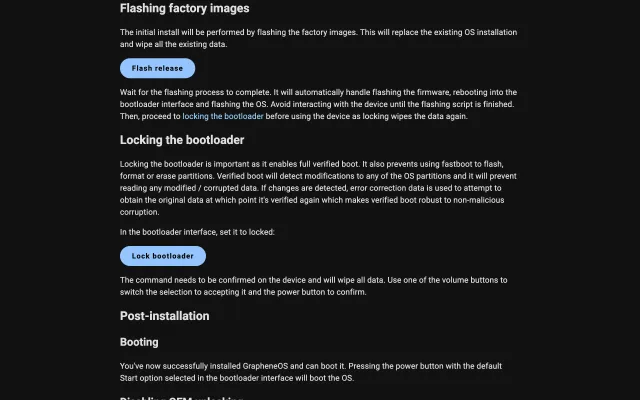 Flashing factory images
The initial install will be performed by flashing the factory images. This will replace the existing OS installation
and wipe all the existing data.
Flash release
Wait for the flashing process to complete. It will automatically handle flashing the firmware, rebooting into the
bootloader interface and flashing the OS. Avoid interacting with the device until the flashing script is finished.
Then, proceed to locking the bootloader before using the device as locking wipes the data again.
Locking the bootloader
Locking the bootloader is important as it enables full verified boot. It also prevents using fastboot to flash,
format or erase partitions. Verified boot will detect modifications to any of the OS partitions and it will prevent
reading any modified / corrupted data. If changes are detected, error correction data is used to attempt to
obtain the original data at which point it's verified again which makes verified boot robust to non-malicious
corruption.
In the bootloader interface, set it to locked:
Lock bootloader
The command needs to be confirmed on the device and will wipe all data. Use one of the volume buttons to
switch the selection to accepting it and the power button to confirm.
Post-installation
Booting
You've now successfully installed GrapheneOS and can boot it. Pressing the power button with the default
Start option selected in the bootloader interface will boot the OS.